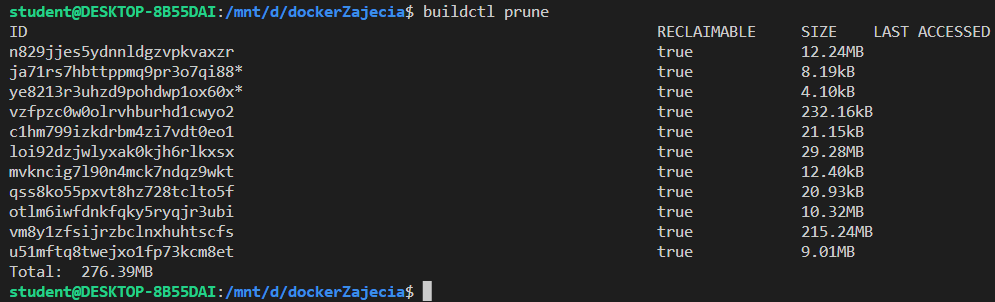 student@DESKTOP-8B55DAI:/mnt/d/dockerZajecia$ buildctl prune
ID RECLAIMABLE SIZE LAST ACCESSED
n829jjes5ydnnldgzvpkvaxzr true 12.24MB
ja71rs7hbttppmq9pr3o7qi88* true 8.19kB
ye8213r3uhzd9pohdwp1ox60x* true 4.10kB
vzfpzc0w0olrvhburhd1cwyo2 true 232.16kB
c1hm799izkdrbm4zi7vdt0eo1 true 21.15kB
loi92dzjwlyxak0kjh6rlkxsx true 29.28MB
mvkncig7l90n4mck7ndqz9wkt true 12.40kB
qss8ko55pxvt8hz728tclto5f true 20.93kB
otlm6iwfdnkfqky5ryqjr3ubi true 10.32MB
vm8y1zfsijrzbclnxhuhtscfs true 215.24MB
u51mftq8twejxo1fp73kcm8et true 9.01MB
Total: 276.39MB
student@DESKTOP-8B55DAI:/mnt/d/dockerZajecia$